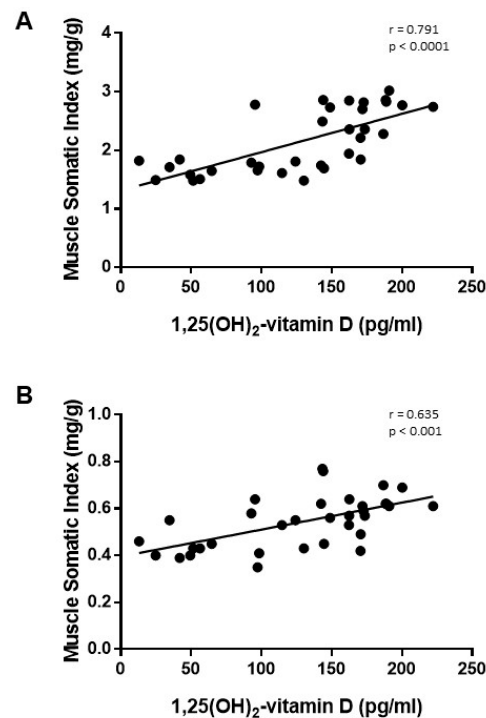 A
r = 0.791
p < 0.0001
Muscle Somatic Index (mg/g)
4
3
2
1
0
0 50 100 150 200 250
1,25(OH)₂-vitamin D (pg/ml)
B
r = 0.635
p < 0.001
Muscle Somatic Index (mg/g)
1.0
0.8
0.6
0.4
0.2
0.0
0 50 100 150 200 250
1,25(OH)₂-vitamin D (pg/ml)